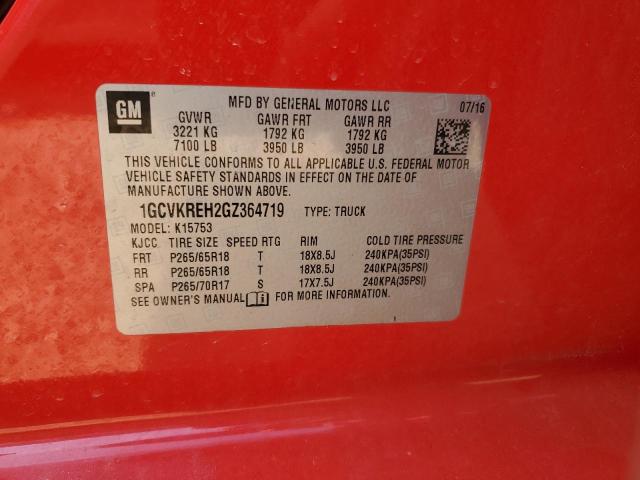 GM ®
MFD BY GENERAL MOTORS LLC 07/16
GVWR GAWR FRT GAWR RR
3221 KG 1792 KG 1792 KG
7100 LB 3950 LB 3950 LB
THIS VEHICLE CONFORMS TO ALL APPLICABLE U.S. FEDERAL MOTOR
VEHICLE SAFETY STANDARDS IN EFFECT ON THE DATE OF
MANUFACTURE SHOWN ABOVE.
1GCVKREH2GZ364719 TYPE: TRUCK
MODEL: K15753
KJCC TIRE SIZE SPEED RTG RIM COLD TIRE PRESSURE
FRT P265/65R18 T 18X8.5J 240KPA(35PSI)
RR P265/65R18 T 18X8.5J 240KPA(35PSI)
SPA P265/70R17 S 17X7.5J 240KPA(35PSI)
SEE OWNER'S MANUAL FOR MORE INFORMATION.